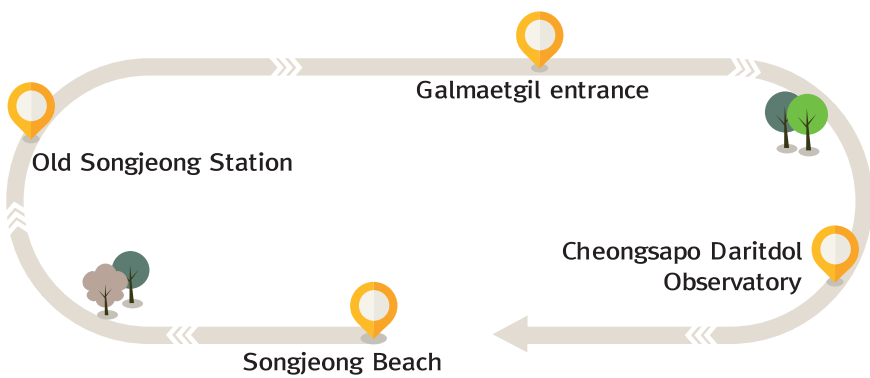 Galmaetgil entrance
Old Songjeong Station
Cheongsapo Daritdol
Observatory
Songjeong Beach